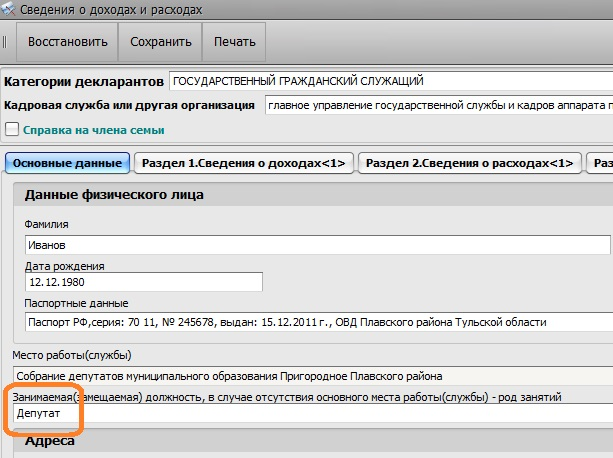 Сведения о доходах и расходах
Восстановить Сохранить Печать
Категории декларантов ГОСУДАРСТВЕННЫЙ ГРАЖДАНСКИЙ СЛУЖАЩИЙ
Кадровая служба или другая организация главное управление государственной службы и кадров аппарата п
Справка на члена семьи
Основные данные Раздел 1.Сведения о доходах<1> Раздел 2.Сведения о расходах<1> Раз
Данные физического лица
Фамилия
Иванов
Дата рождения
12.12.1980
Паспортные данные
Паспорт РФ,серия: 70 11, № 245678, выдан: 15.12.2011 г., ОВД Плавского района Тульской области
Место работы(службы)
Собрание депутатов муниципального образования Пригородное Плавского района
Занимаемая(замещаемая) должность, в случае отсутствия основного места работы(службы) - род занятий
Депутат
Адреса